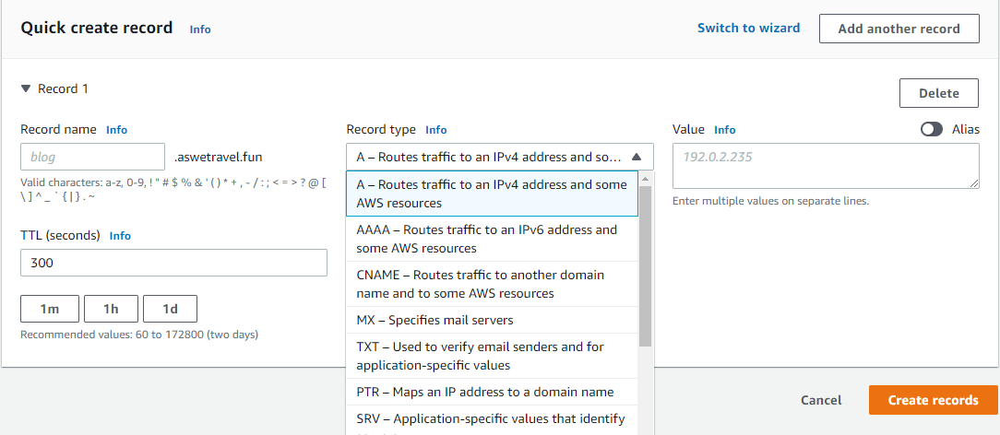 Quick create record Info
Switch to wizard
Add another record
Record 1
Delete
Record name Info
blog
.aswetravel.fun
Valid characters: a-z, 0-9, ! " # $ % & ' ( ) * + , - / : ; < = > ? @ [
\ ] ^ _ ` { | } . ~
TTL (seconds) Info
300
1m
1h
1d
Recommended values: 60 to 172800 (two days)
Record type Info
A – Routes traffic to an IPv4 address and so...
A – Routes traffic to an IPv4 address and some
AWS resources
AAAA – Routes traffic to an IPv6 address and
some AWS resources
CNAME – Routes traffic to another domain
name and to some AWS resources
MX – Specifies mail servers
TXT – Used to verify email senders and for
application-specific values
PTR – Maps an IP address to a domain name
SRV – Application-specific values that identify
Value Info
Alias
192.0.2.235
Enter multiple values on separate lines.
Cancel
Create records